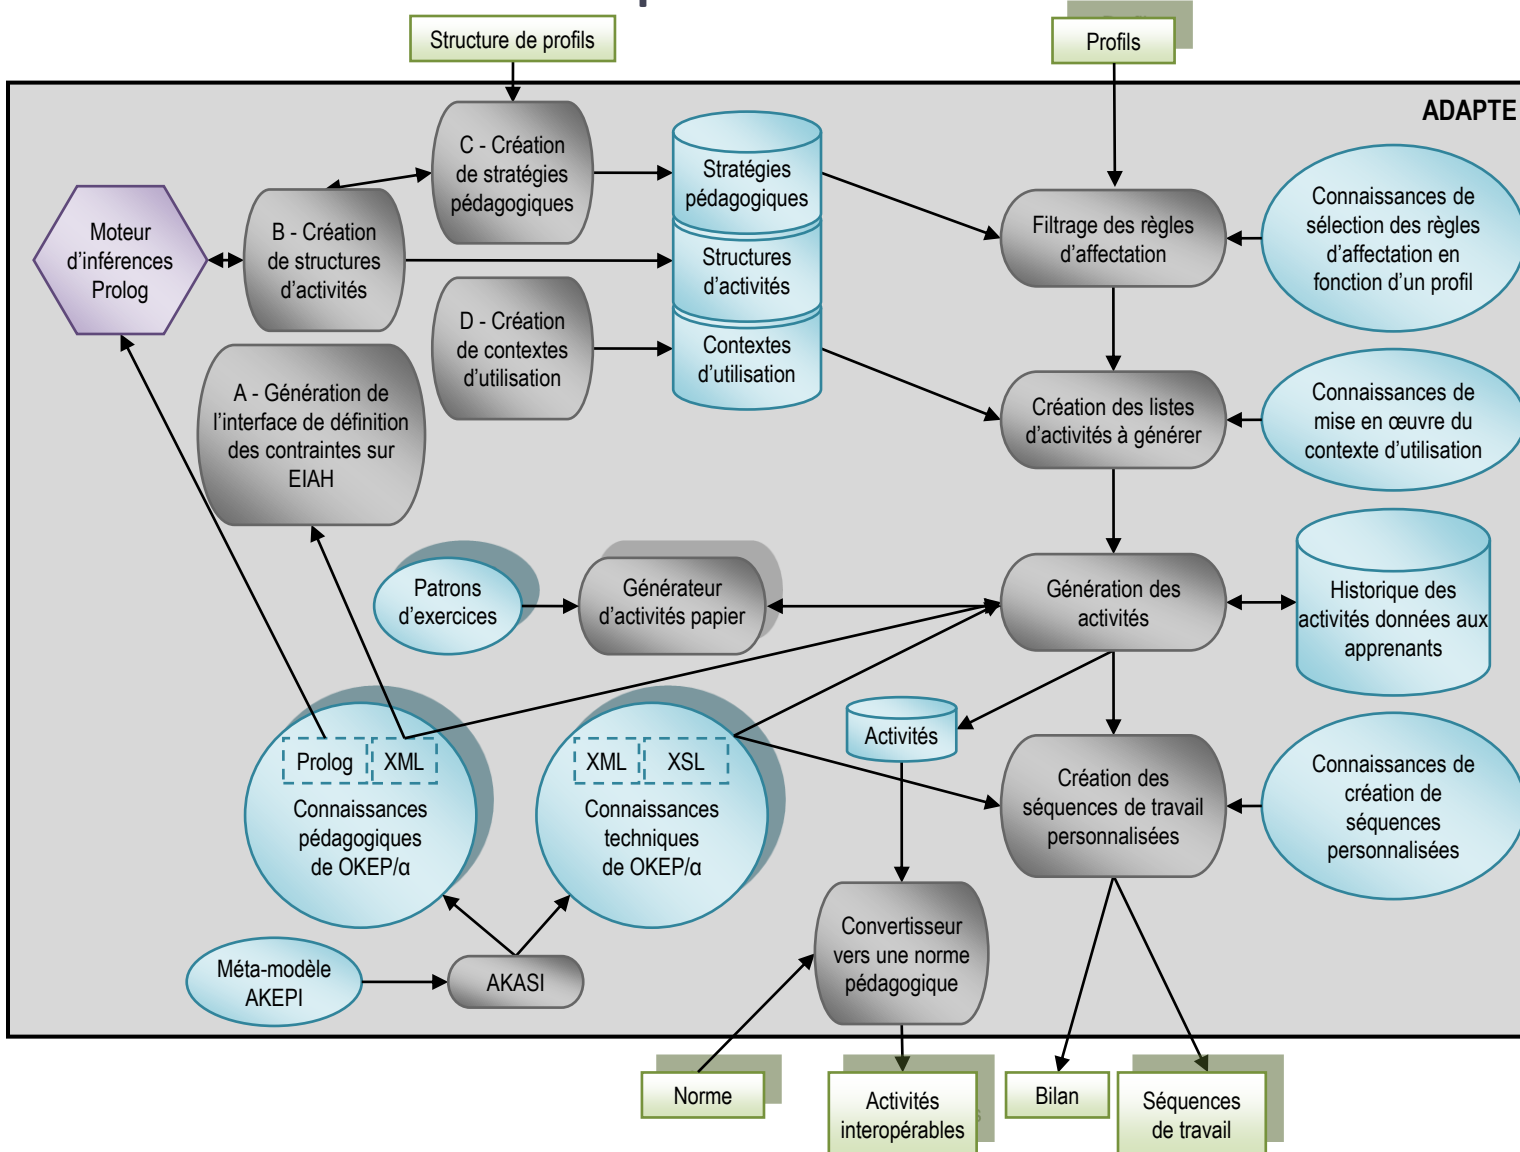 Structure de profils
Profils
ADAPTE
C - Création
de stratégies
pédagogiques
Stratégies
pédagogiques
Moteur
d’inférences
Prolog
B - Création
de structures
d’activités
Structures
d’activités
Filtrage des règles
d’affectation
Connaissances de
sélection des règles
d’affectation en
fonction d’un profil
D - Création
de contextes
d’utilisation
Contextes
d’utilisation
A - Génération de
l’interface de définition
des contraintes sur
EIAH
Création des listes
d’activités à générer
Connaissances de
mise en œuvre du
contexte d’utilisation
Patrons
d’exercices
Générateur
d’activités papier
Génération des
activités
Historique des
activités données aux
apprenants
Prolog
XML
Connaissances
pédagogiques
de OKEP/α
XML
XSL
Connaissances
techniques
de OKEP/α
Activités
Création des
séquences de travail
personnalisées
Connaissances de
création de
séquences
personnalisées
Méta-modèle
AKEPI
AKASI
Convertisseur
vers une norme
pédagogique
Norme
Activités
interopérables
Bilan
Séquences
de travail